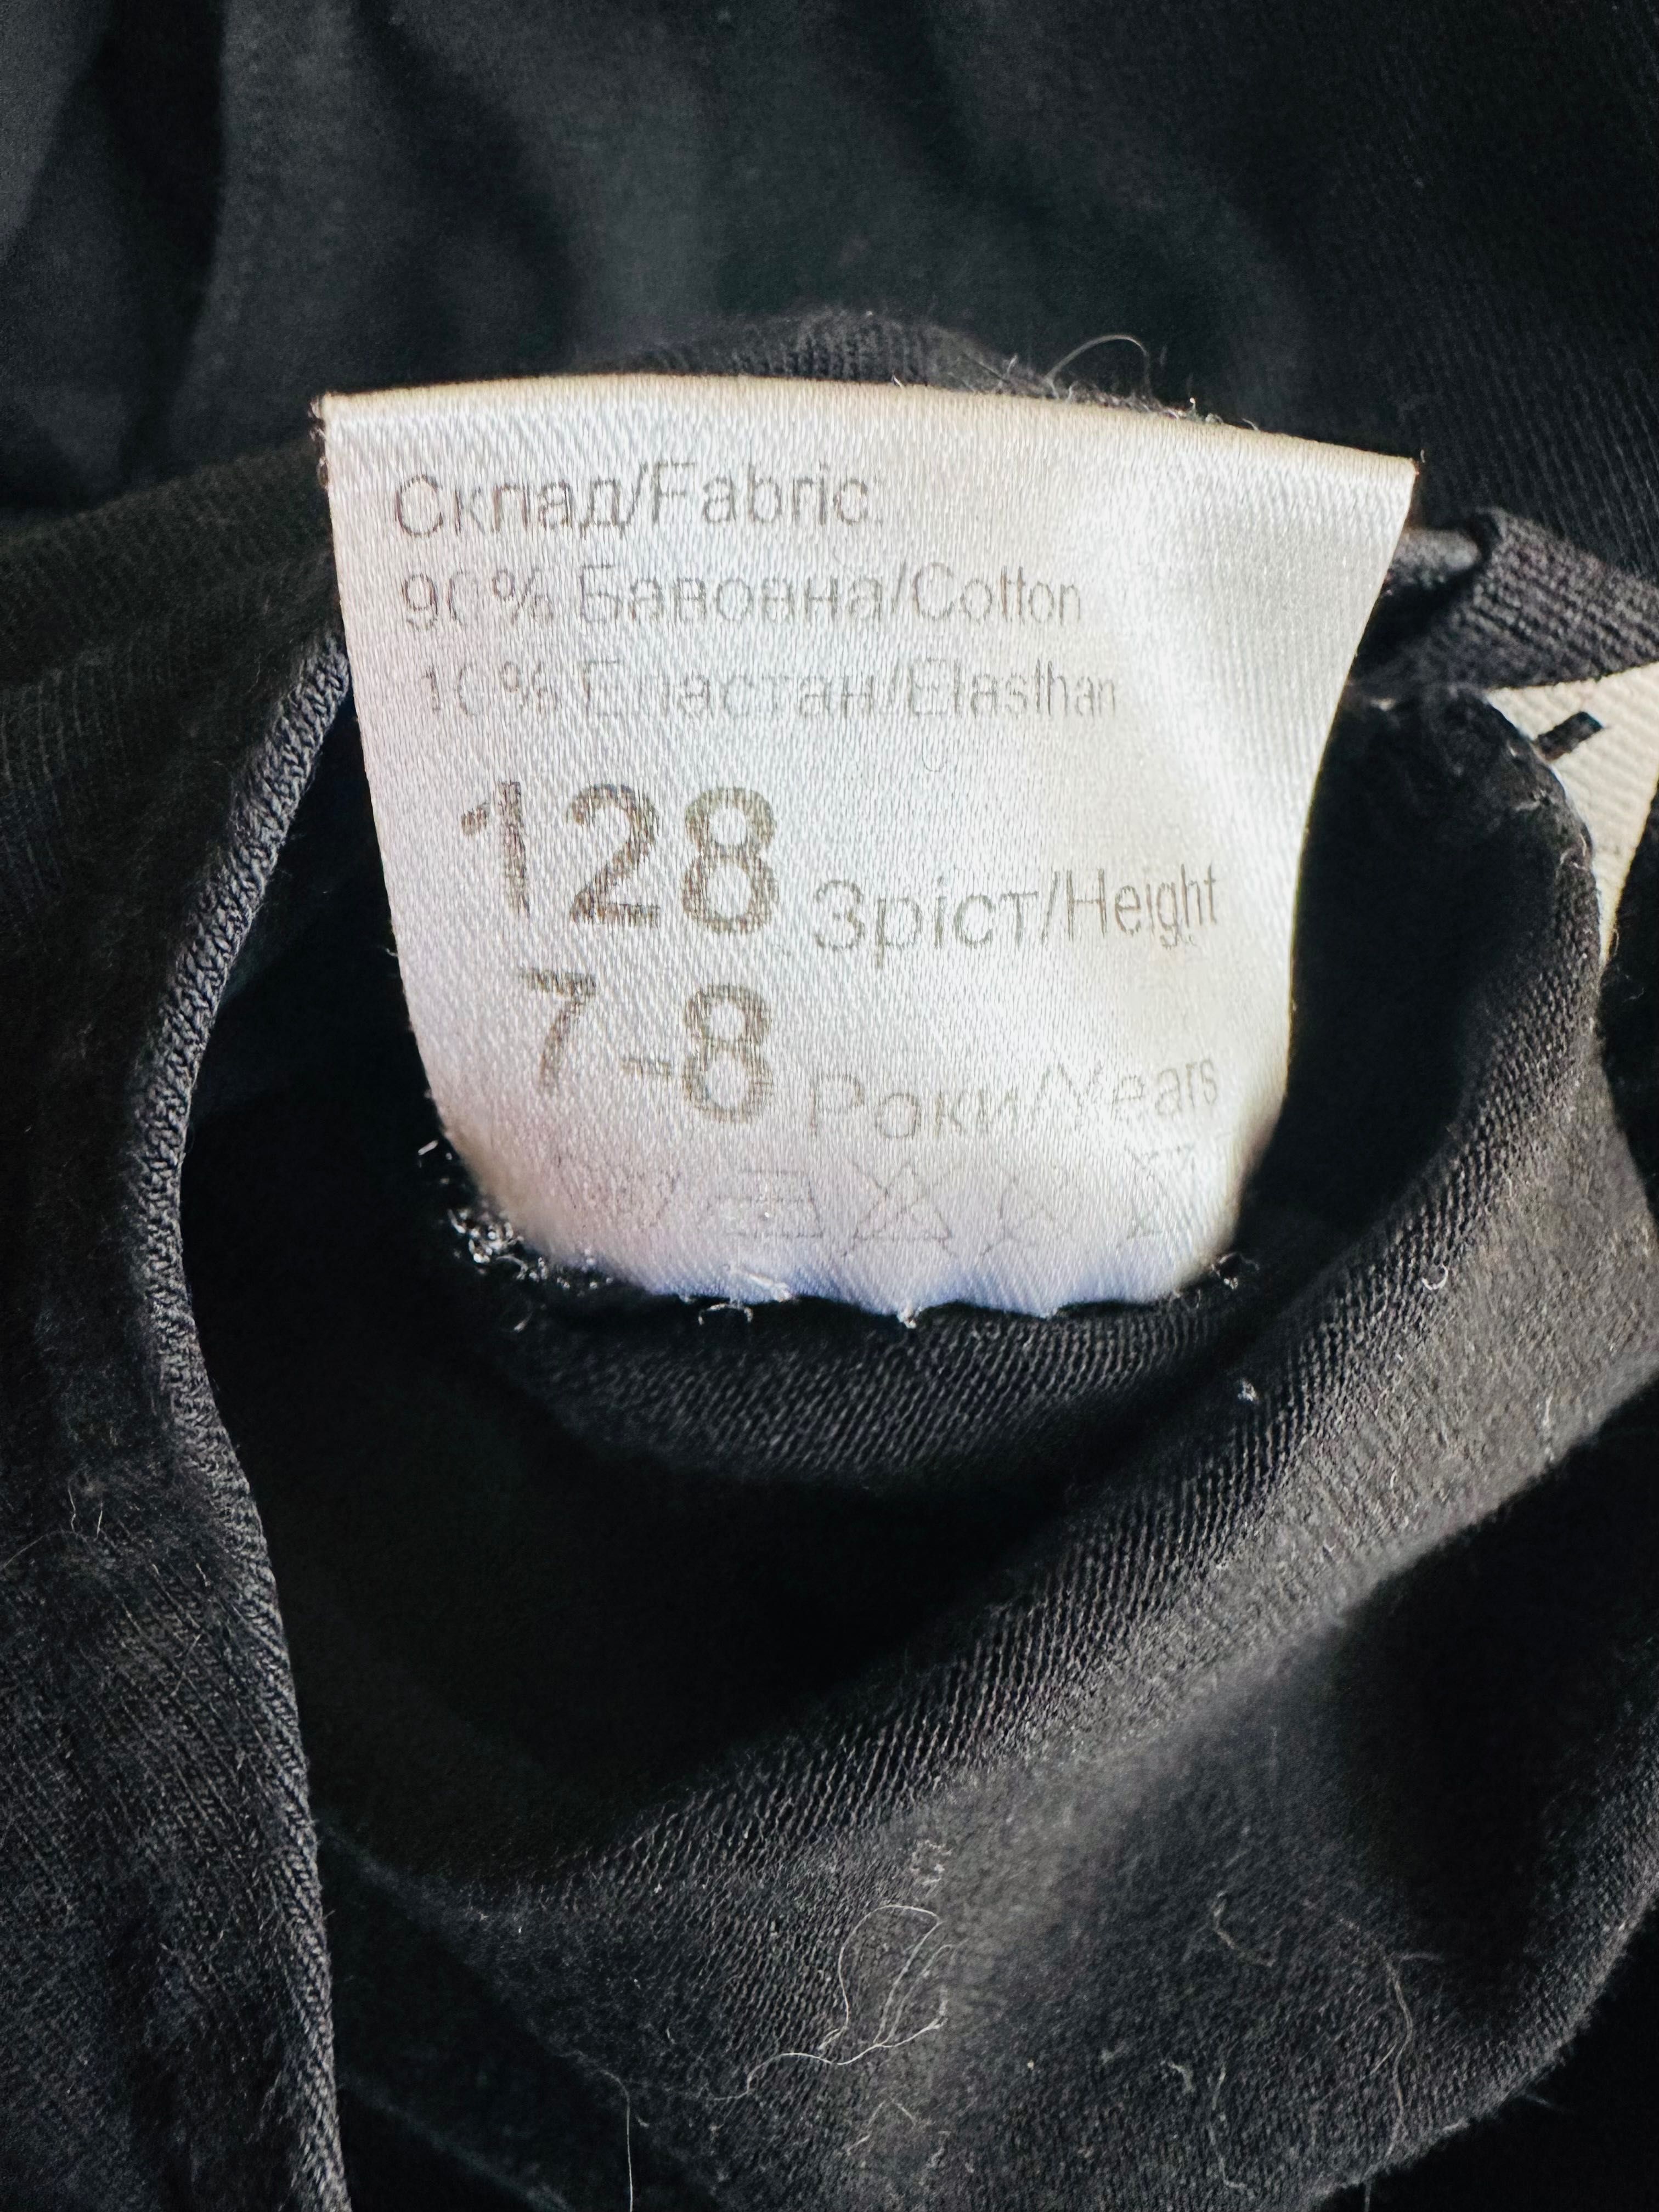 Склад/Fabric:
90% Бавовна/Cotton
10% Еластан/Elasthan
128 Зріст/Height
7-8 Роки/Years